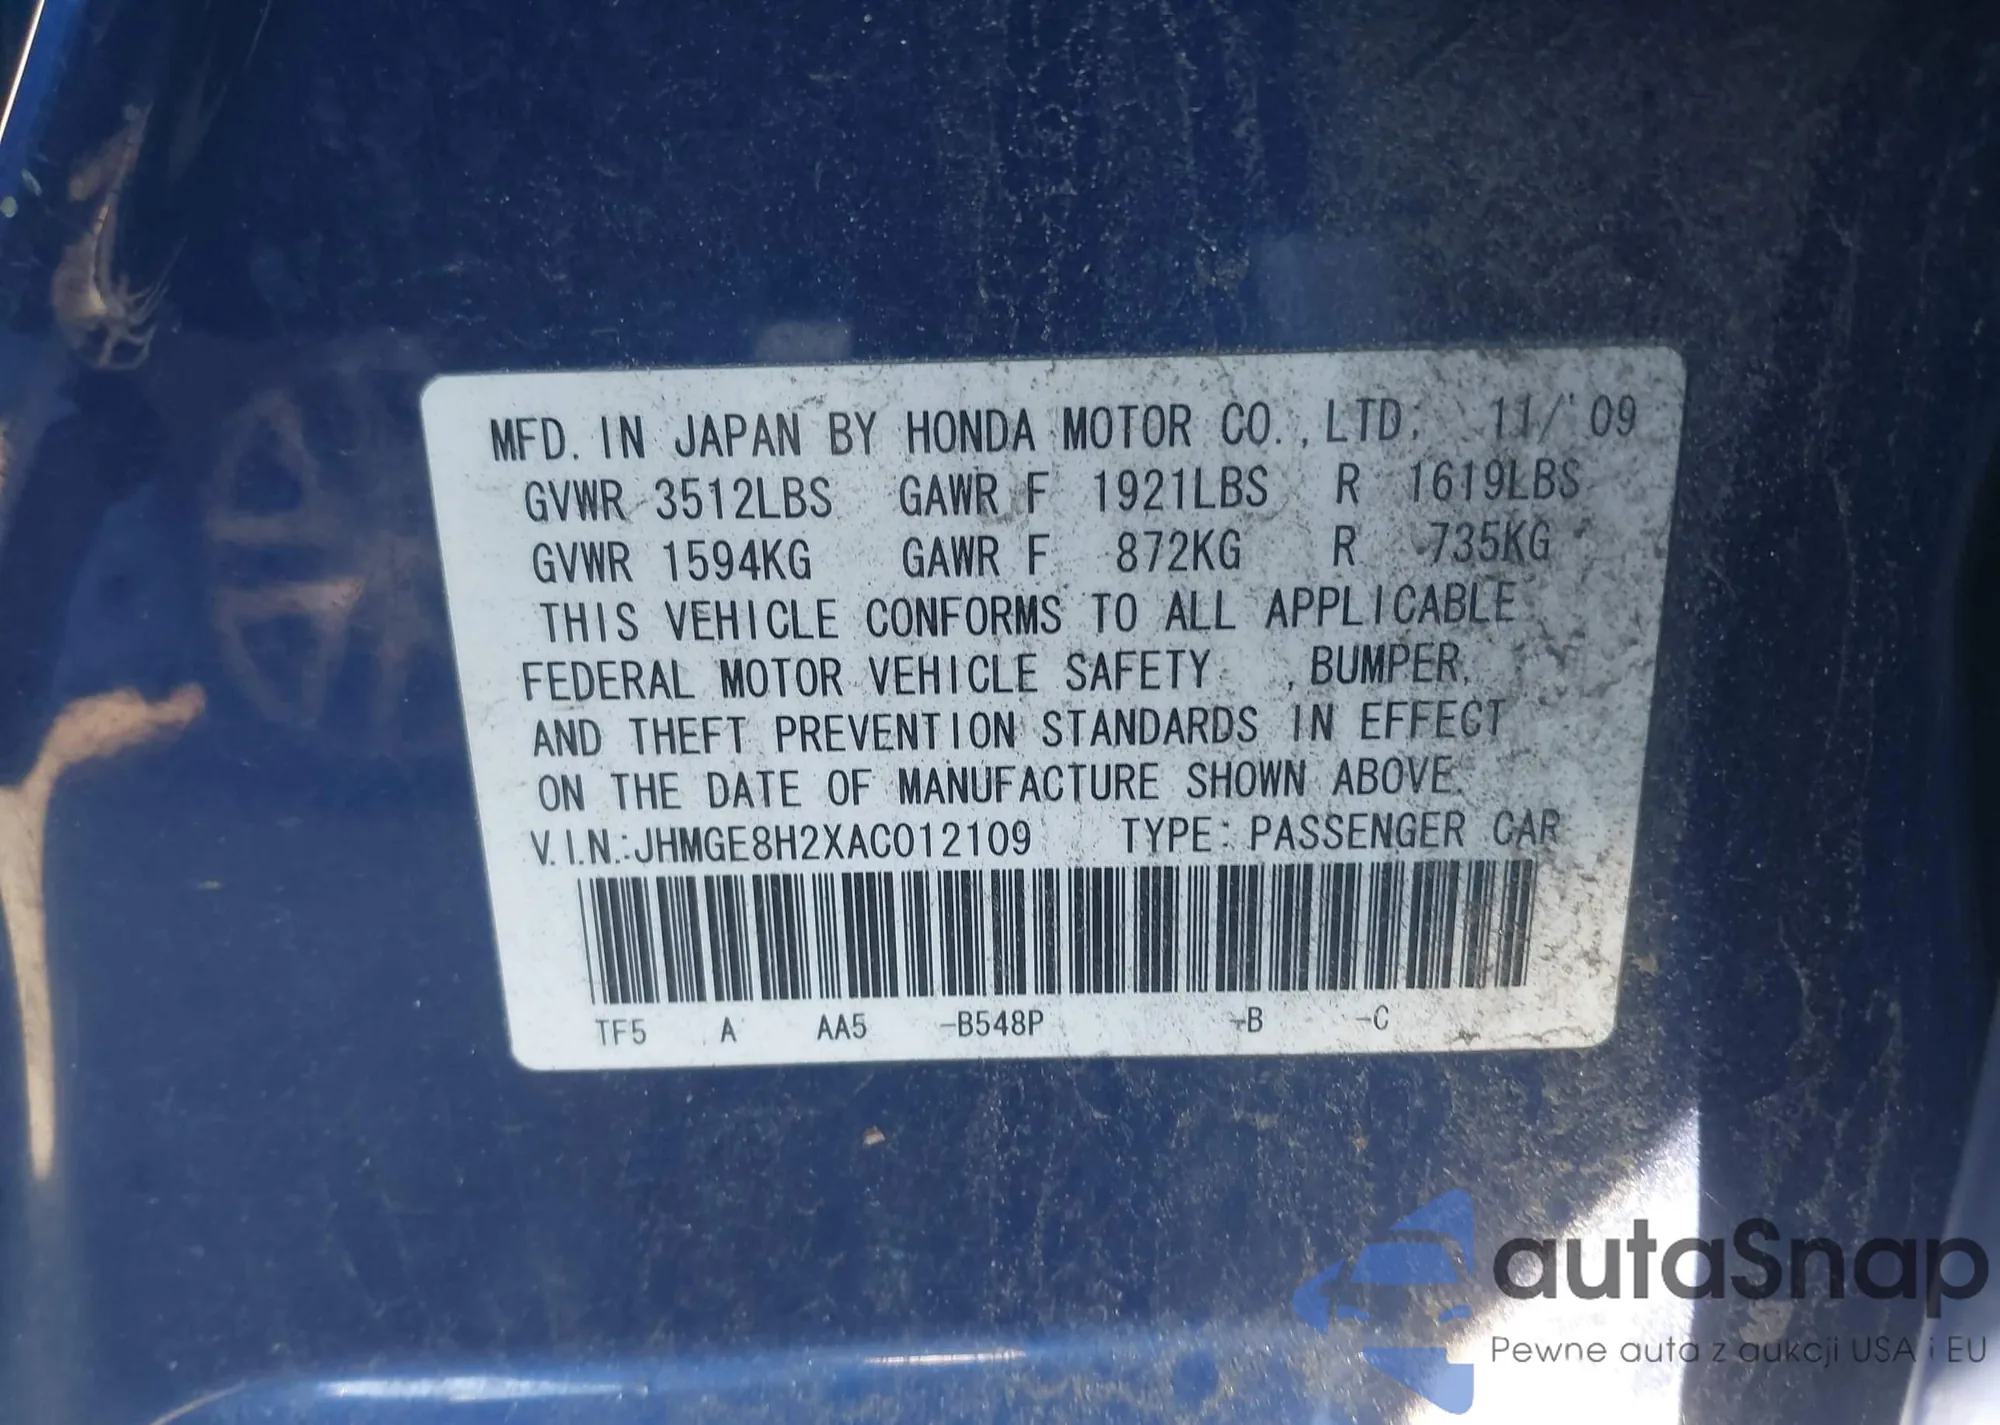 MFD. IN JAPAN BY HONDA MOTOR CO., LTD. 11/'09
GVWR 3512LBS GAWR F 1921LBS R 1619LBS
GVWR 1594KG GAWR F 872KG R 735KG
THIS VEHICLE CONFORMS TO ALL APPLICABLE
FEDERAL MOTOR VEHICLE SAFETY , BUMPER,
AND THEFT PREVENTION STANDARDS IN EFFECT
ON THE DATE OF MANUFACTURE SHOWN ABOVE.
V.I.N.:JHMGE8H2XAC012109 TYPE: PASSENGER CAR
TF5 A AA5 -B548P -B -C
autaSnap
Pewne auta z aukcji USA i EU